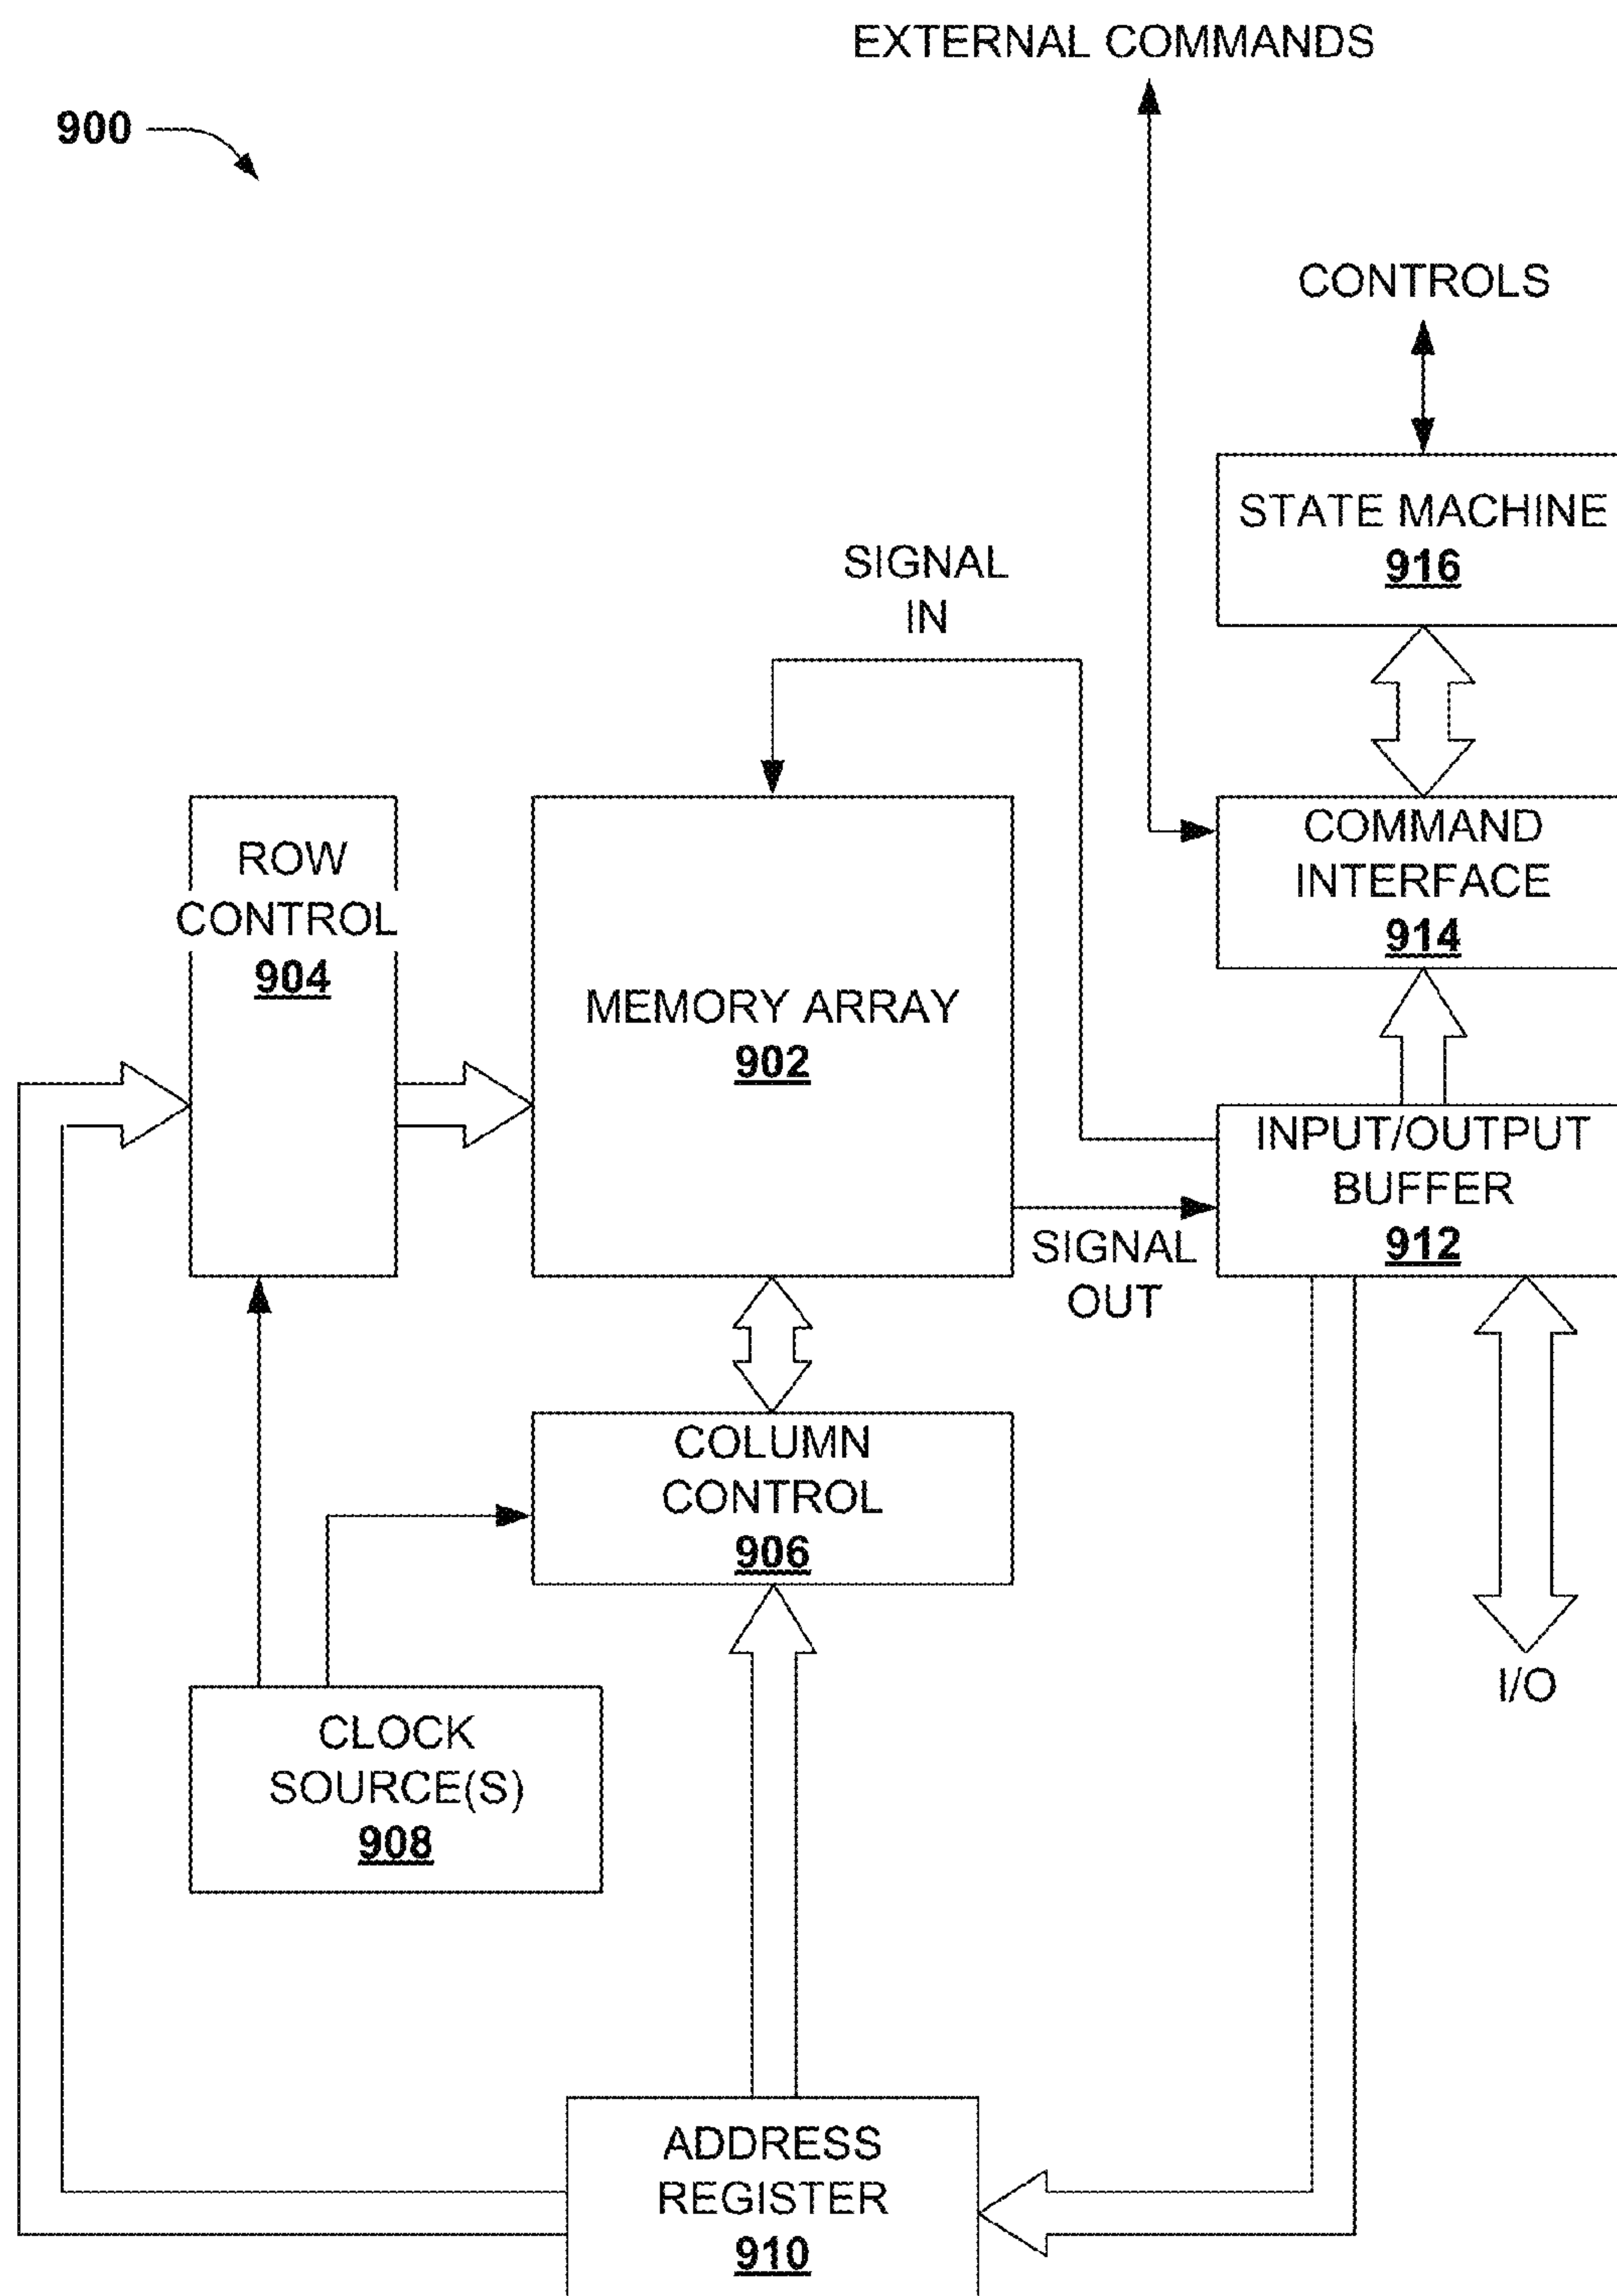 EXTERNAL COMMANDS
900
CONTROLS
STATE MACHINE
916
SIGNAL
IN
ROW
CONTROL
904
MEMORY ARRAY
902
COMMAND
INTERFACE
914
INPUT/OUTPUT
BUFFER
912
SIGNAL
OUT
COLUMN
CONTROL
906
I/O
CLOCK
SOURCE(S)
908
ADDRESS
REGISTER
910